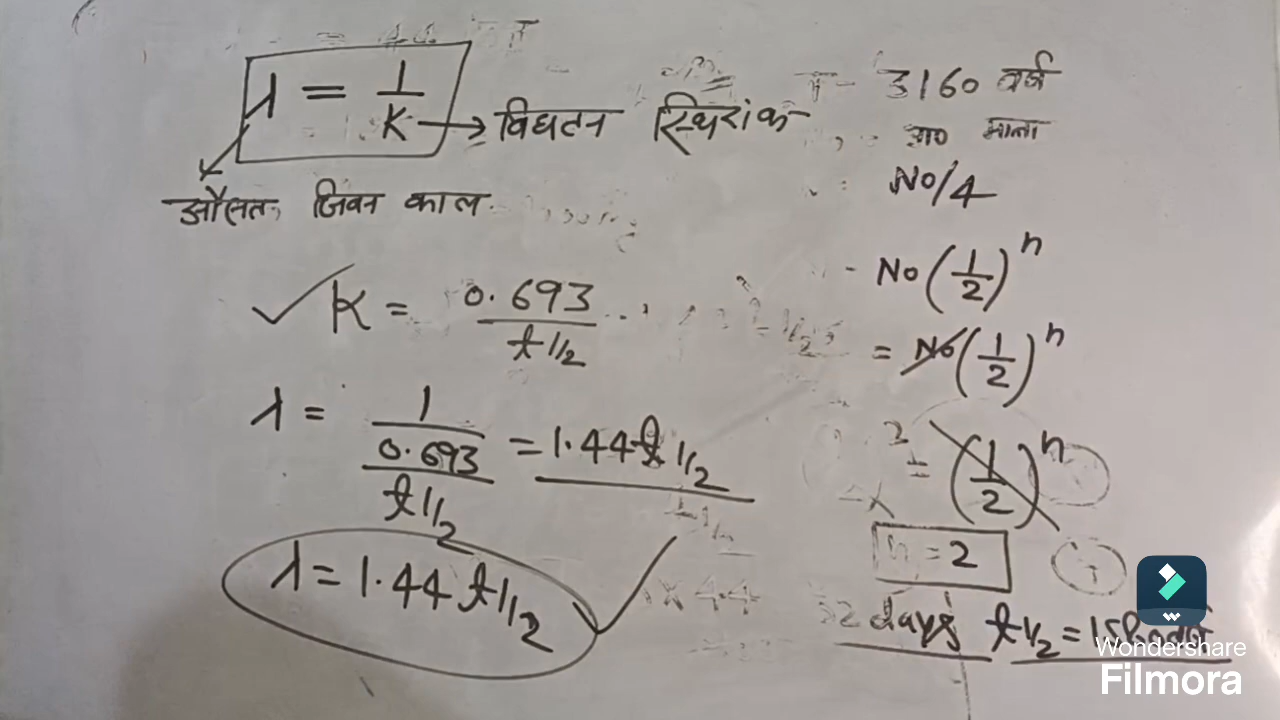 λ = 1/K → विघटन स्थिरांक
औसत जिवन काल
K = 0.693/t1/2
λ = 1/(0.693/t1/2) = 1.44 t1/2
λ = 1.44 t1/2
3160 वर्ष
No/4
No(1/2)^n
= No(1/2)^n
2 = (1/2)^n
n = 2
days t1/2 = 
Wondershare
Filmora